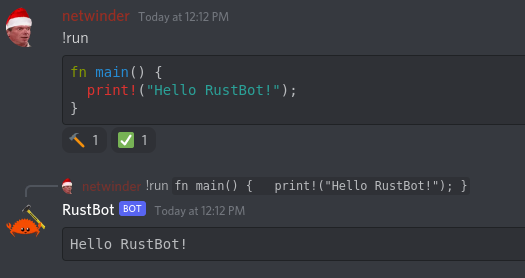 netwinder Today at 12:12 PM
!run
fn main() {
  print!("Hello RustBot!");
}
🔨 1 ✅ 1
netwinder !run fn main() {   print!("Hello RustBot!"); }
RustBot BOT Today at 12:12 PM
Hello RustBot!